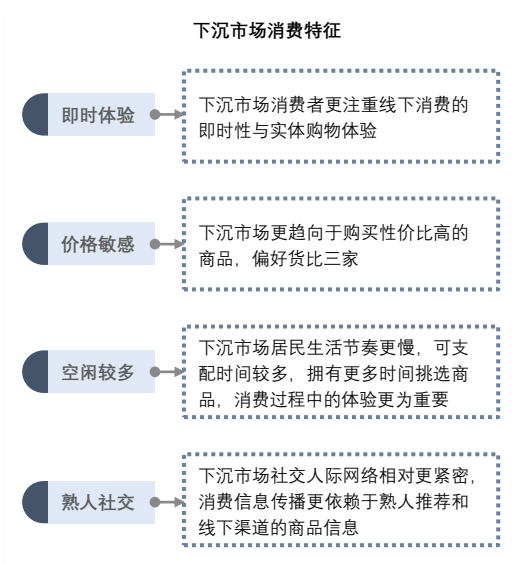 下沉市场消费特征
即时体验
下沉市场消费者更注重线下消费的
即时性与实体购物体验
价格敏感
下沉市场更趋向于购买性价比高的
商品，偏好货比三家
空闲较多
下沉市场居民生活节奏更慢，可支
配时间较多，拥有更多时间挑选商
品，消费过程中的体验更为重要
熟人社交
下沉市场社交人际网络相对更紧密，
消费信息传播更依赖于熟人推荐和
线下渠道的商品信息